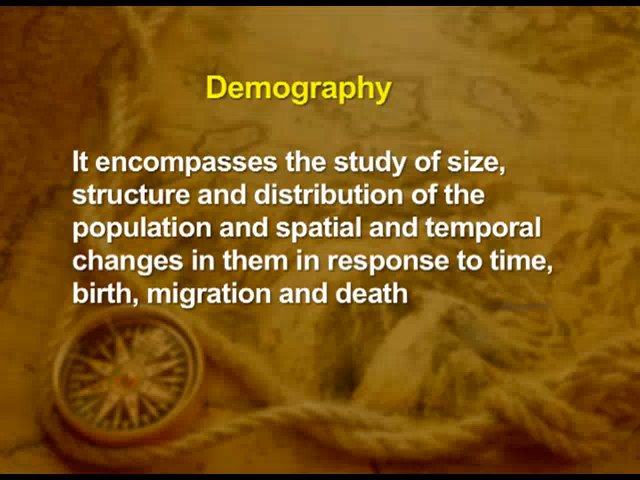 Demography
It encompasses the study of size,
structure and distribution of the
population and spatial and temporal
changes in them in response to time,
birth, migration and death